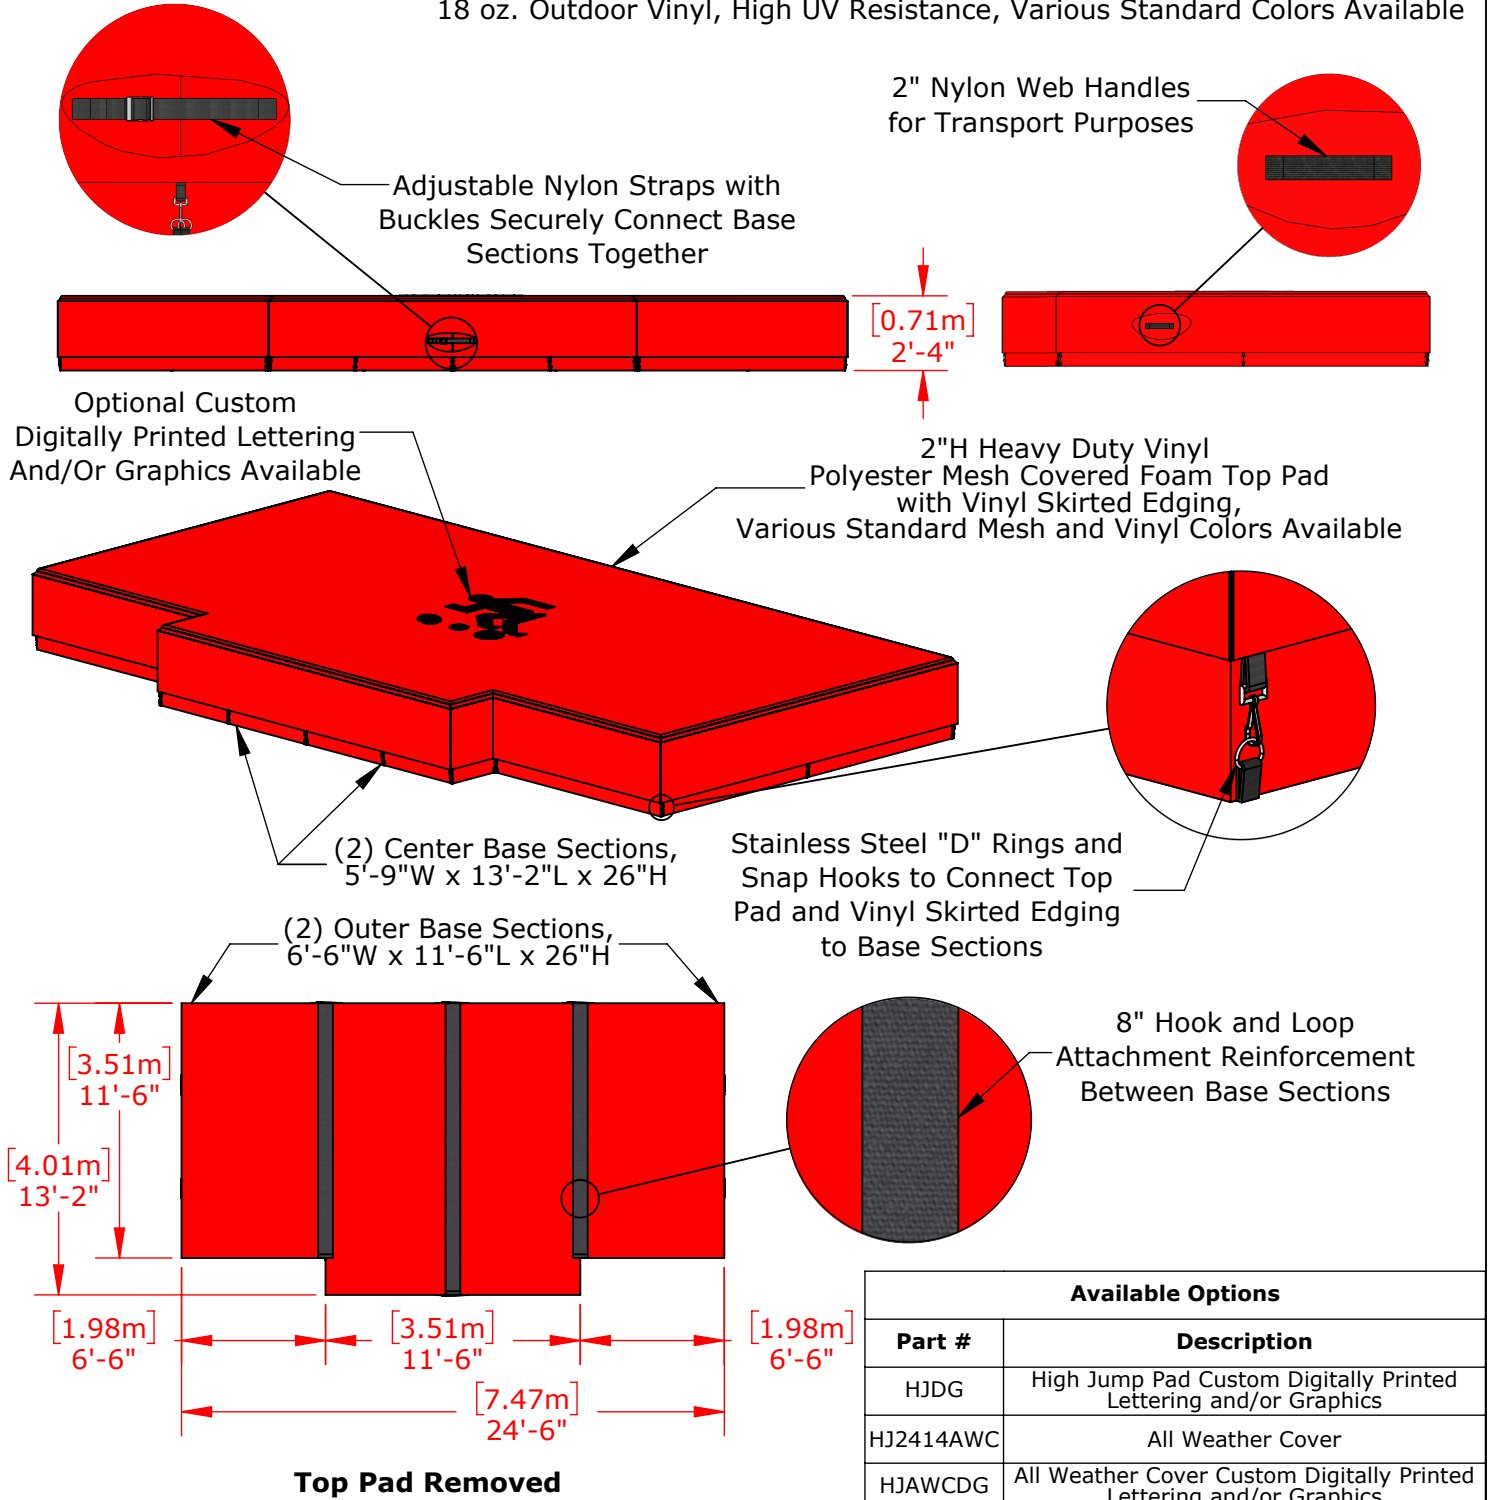 18 oz. Outdoor Vinyl, High UV Resistance, Various Standard Colors Available
2" Nylon Web Handles
for Transport Purposes
Adjustable Nylon Straps with
Buckles Securely Connect Base
Sections Together
[0.71m]
2'-4"
Optional Custom
Digitally Printed Lettering
And/Or Graphics Available
2"H Heavy Duty Vinyl
Polyester Mesh Covered Foam Top Pad
with Vinyl Skirted Edging,
Various Standard Mesh and Vinyl Colors Available
(2) Center Base Sections,
5'-9"W x 13'-2"L x 26"H
Stainless Steel "D" Rings and
Snap Hooks to Connect Top
Pad and Vinyl Skirted Edging
to Base Sections
(2) Outer Base Sections,
6'-6"W x 11'-6"L x 26"H
[3.51m]
11'-6"
[4.01m]
13'-2"
8" Hook and Loop
Attachment Reinforcement
Between Base Sections
[1.98m]
6'-6"
[3.51m]
11'-6"
[1.98m]
6'-6"
[7.47m]
24'-6"
Top Pad Removed
Available Options
Part # Description
HJDG High Jump Pad Custom Digitally Printed
Lettering and/or Graphics
HJ2414AWC All Weather Cover
HJAWCDG All Weather Cover Custom Digitally Printed
Lettering and/or Graphics